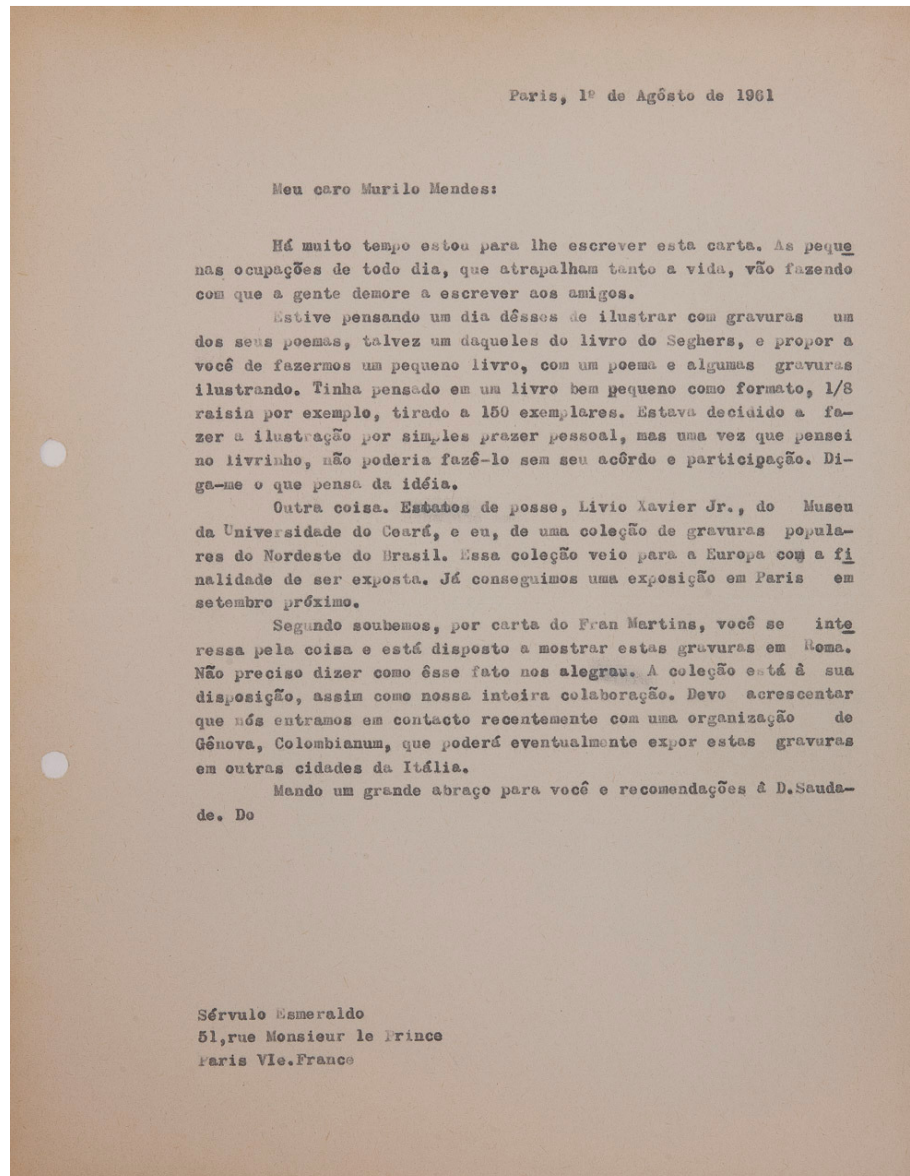 Paris, 1º de Agôsto de 1961
Meu caro Murilo Mendes:
Há muito tempo estou para lhe escrever esta carta. As peque
nas ocupações de todo dia, que atrapalham tanto a vida, vão fazendo
com que a gente demore a escrever aos amigos.
Estive pensando um dia dêsses de ilustrar com gravuras um
dos seus poemas, talvez um daqueles do livro do Seghers, e propor a
você de fazermos um pequeno livro, com um poema e algumas gravuras
ilustrando. Tinha pensado em um livro bem pequeno como formato, 1/8
raisin por exemplo, tirado a 150 exemplares. Estava decidido a fa-
zer a ilustração por simples prazer pessoal, mas uma vez que pensei
no livrinho, não poderia fazê-lo sem seu acôrdo e participação. Di-
ga-me o que pensa da idéia.
Outra coisa. Estamos de posse, Livio Xavier Jr., do Museu
da Universidade do Ceará, e eu, de uma coleção de gravuras popula-
res do Nordeste do Brasil. Essa coleção veio para a Europa com a fi
nalidade de ser exposta. Já conseguimos uma exposição em Paris em
setembro próximo.
Segundo soubemos, por carta do Fran Martins, você se inte
ressa pela coisa e está disposto a mostrar estas gravuras em Roma.
Não preciso dizer como êsse fato nos alegrou. A coleção está à sua
disposição, assim como nossa inteira colaboração. Devo acrescentar
que nós entramos em contacto recentemente com uma organização de
Gênova, Colombianum, que poderá eventualmente expor estas gravuras
em outras cidades da Itália.
Mando um grande abraço para você e recomendações à D.Sauda-
de. Do
Sérvulo Esmeraldo
51,rue Monsieur le Prince
Paris VIe.France